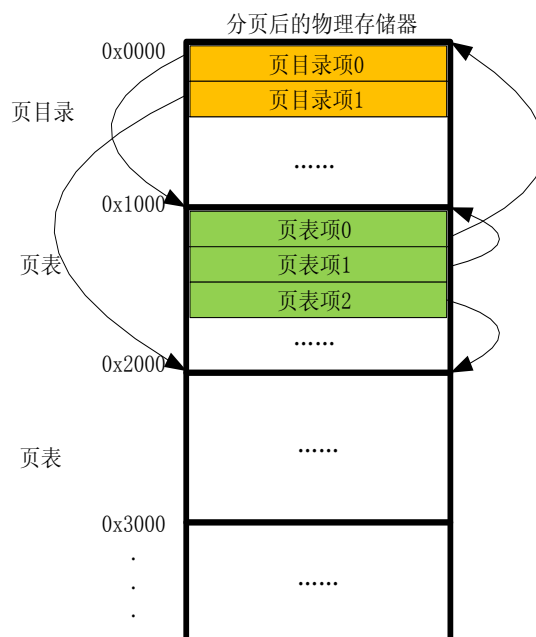 分页后的物理存储器
0x0000
页目录项0
页目录项1
页目录
......
0x1000
页表项0
页表项1
页表
页表项2
......
0x2000
......
页表
0x3000
.
.
.
......